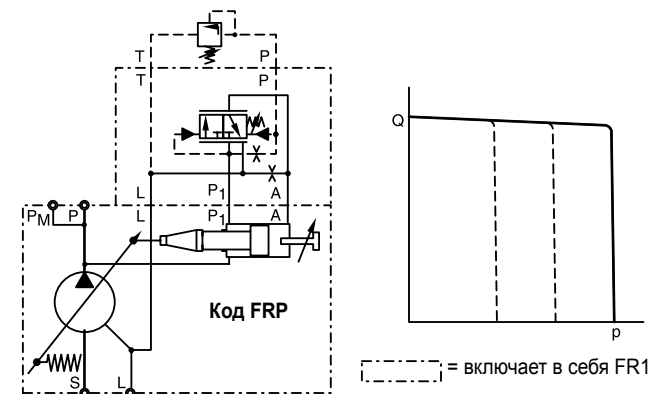 T P
T P
L P1 A
L P1 A
PM P
Код FRP
S L
Q
p
= включает в себя FR1